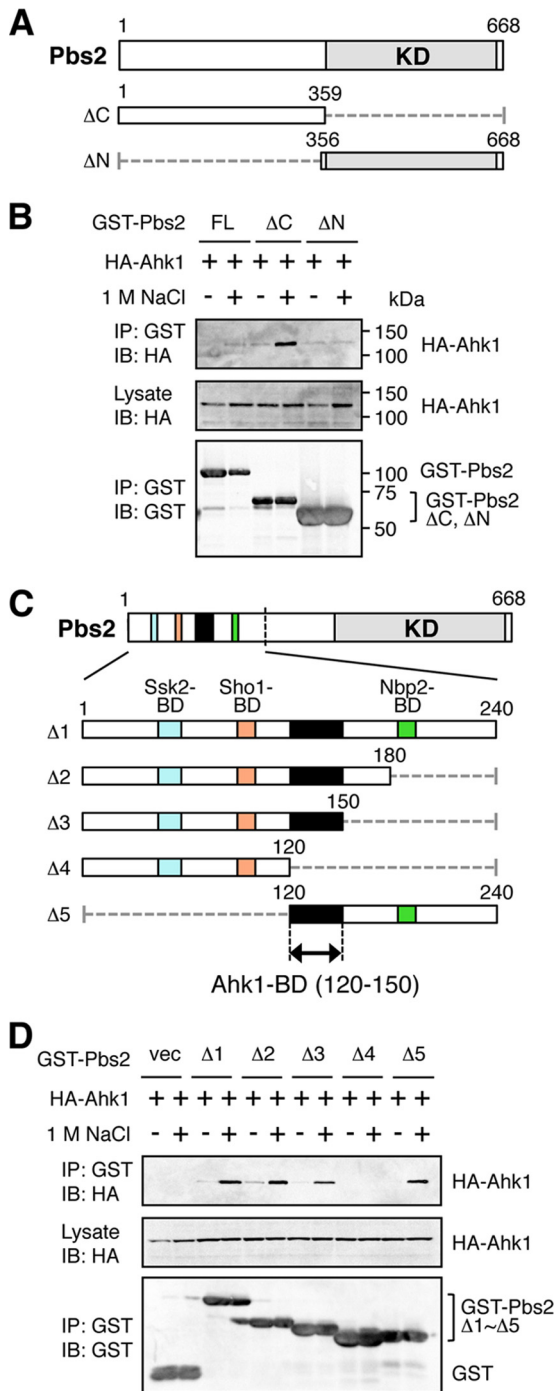 A
1 668
Pbs2 KD
1 359
ΔC
356 668
ΔN
B
GST-Pbs2 FL ΔC ΔN
HA-Ahk1 + + + + + +
1 M NaCl - + - + - + kDa
IP: GST
IB: HA
150
100
HA-Ahk1
Lysate
IB: HA
150
100
HA-Ahk1
IP: GST
IB: GST
100
75
50
GST-Pbs2
GST-Pbs2
ΔC, ΔN
C
1 668
Pbs2 KD
Ssk2-BD Sho1-BD Nbp2-BD
1 240
Δ1
180
Δ2
150
Δ3
120
Δ4
120 240
Δ5
Ahk1-BD (120-150)
D
GST-Pbs2 vec Δ1 Δ2 Δ3 Δ4 Δ5
HA-Ahk1 + + + + + + + + + + + +
1 M NaCl - + - + - + - + - + - +
IP: GST
IB: HA
HA-Ahk1
Lysate
IB: HA
HA-Ahk1
IP: GST
IB: GST
GST-Pbs2
Δ1~Δ5
GST